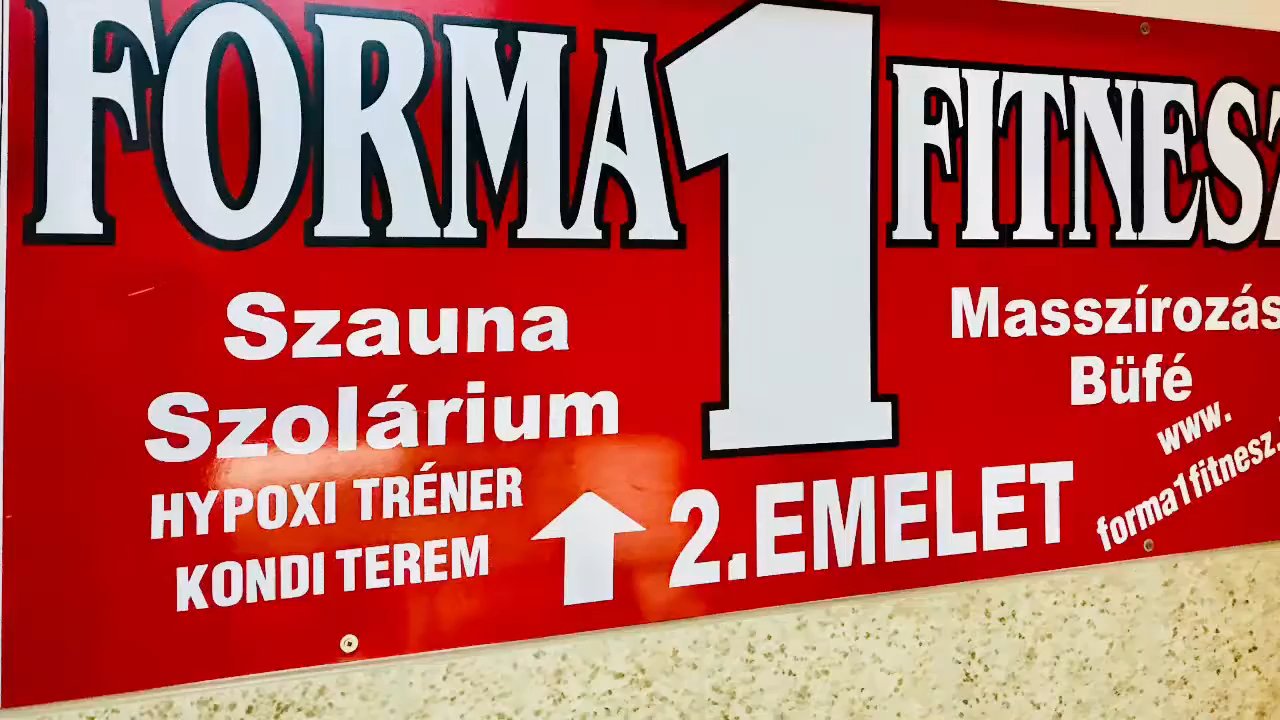 FORMA 1 FITNESZ
Szauna
Szolárium
HYPOXI TRÉNER
KONDI TEREM
2.EMELET
Masszírozás
Büfé
www.
forma1fitnesz.